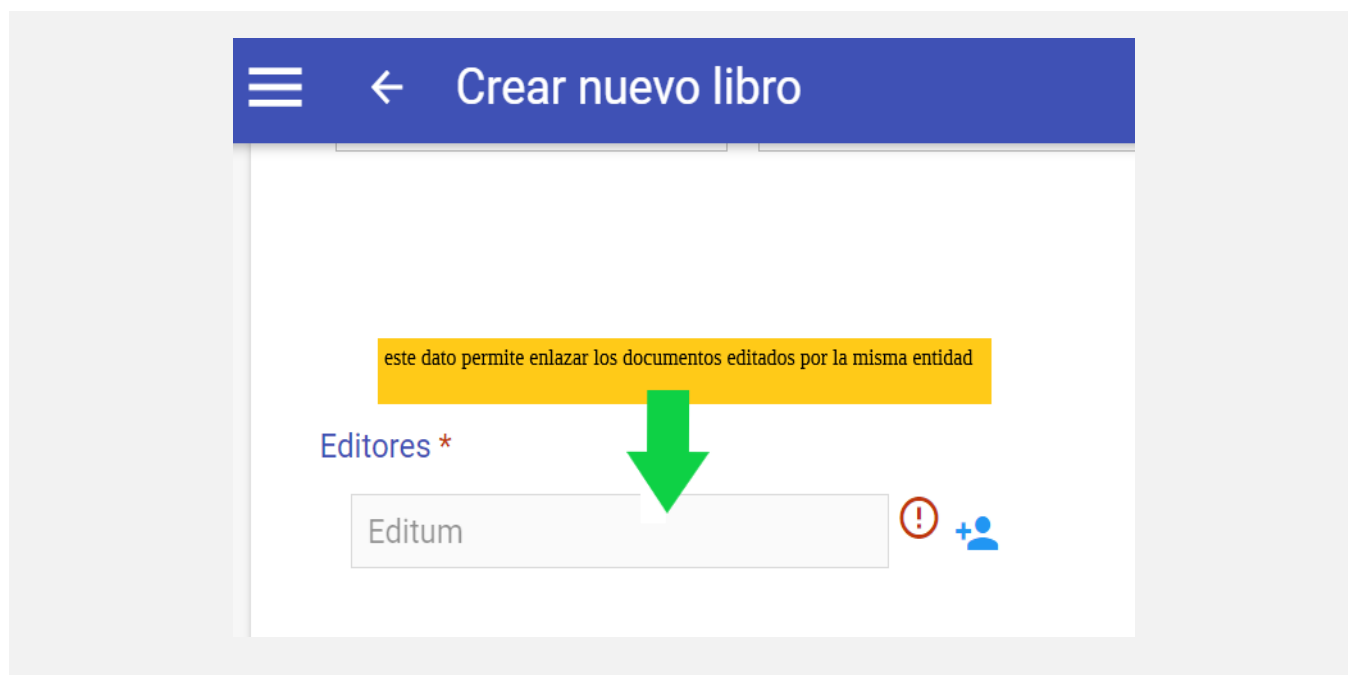 Crear nuevo libro
este dato permite enlazar los documentos editados por la misma entidad
Editores *
Editum